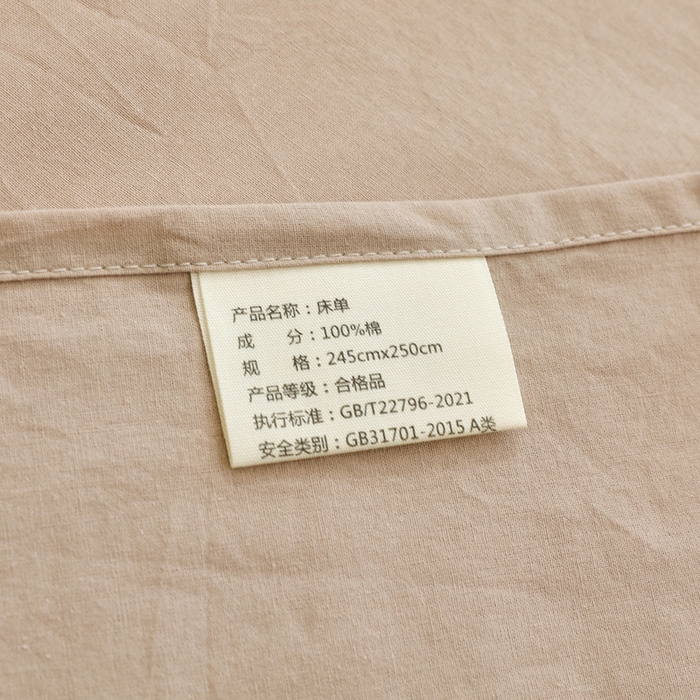 产品名称：床单
成 分：100%棉
规 格：245cmx250cm
产品等级：合格品
执行标准：GB/T22796-2021
安全类别：GB31701-2015 A类